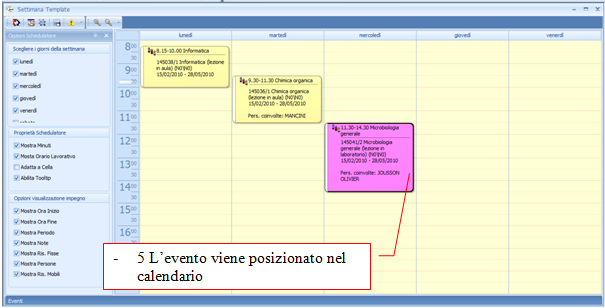 Settimana Template
Opzioni Schedulatore
Scegliere i giorni della settimana
lunedì
martedì
mercoledì
giovedì
venerdì
sabato
Proprietà Schedulatore
Mostra Minuti
Mosta Orario Lavorativo
Adatta a Cella
Abilita Tooltip
Opzioni visualizzazione impegno
Mostra Ora Inizio
Mostra Ora Fine
Mostra Periodo
Mostra Note
Mostra Ris. Fisse
Mostra Persone
Mostra Ris. Mobili
lunedì martedì mercoledì giovedì venerdì
8 00
30
9 00
30
10 00
30
11 00
30
12 00
30
13 00
30
14 00
30
15 00
30
16 00
8.15-10.00 Informatica
145038/1 Informatica (lezione
in aula) (N0|N0)
15/02/2010 - 28/05/2010
9.30-11.30 Chimica organica
145036/1 Chimica organica
(lezione in aula) (N0|N0)
15/02/2010 - 28/05/2010
Pers. coinvolte: MANCINI
11.30-14.30 Microbiologia
generale
145041/2 Microbiologia
generale (lezione in
laboratorio) (N0|N0)
15/02/2010 - 28/05/2010
Pers. coinvolte: JOUSSON
OLIVIER
- 5 L’evento viene posizionato nel
calendario
Eventi